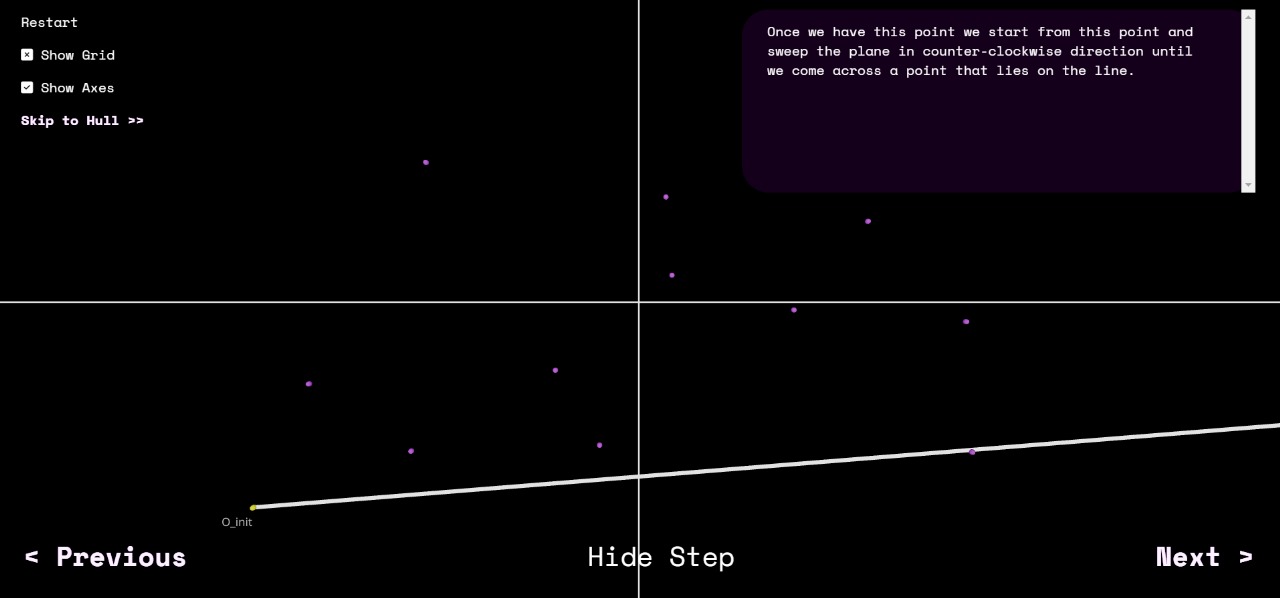 Restart
Show Grid
Show Axes
Skip to Hull >>
Once we have this point we start from this point and
sweep the plane in counter-clockwise direction until
we come across a point that lies on the line.
O_init
< Previous
Hide Step
Next >